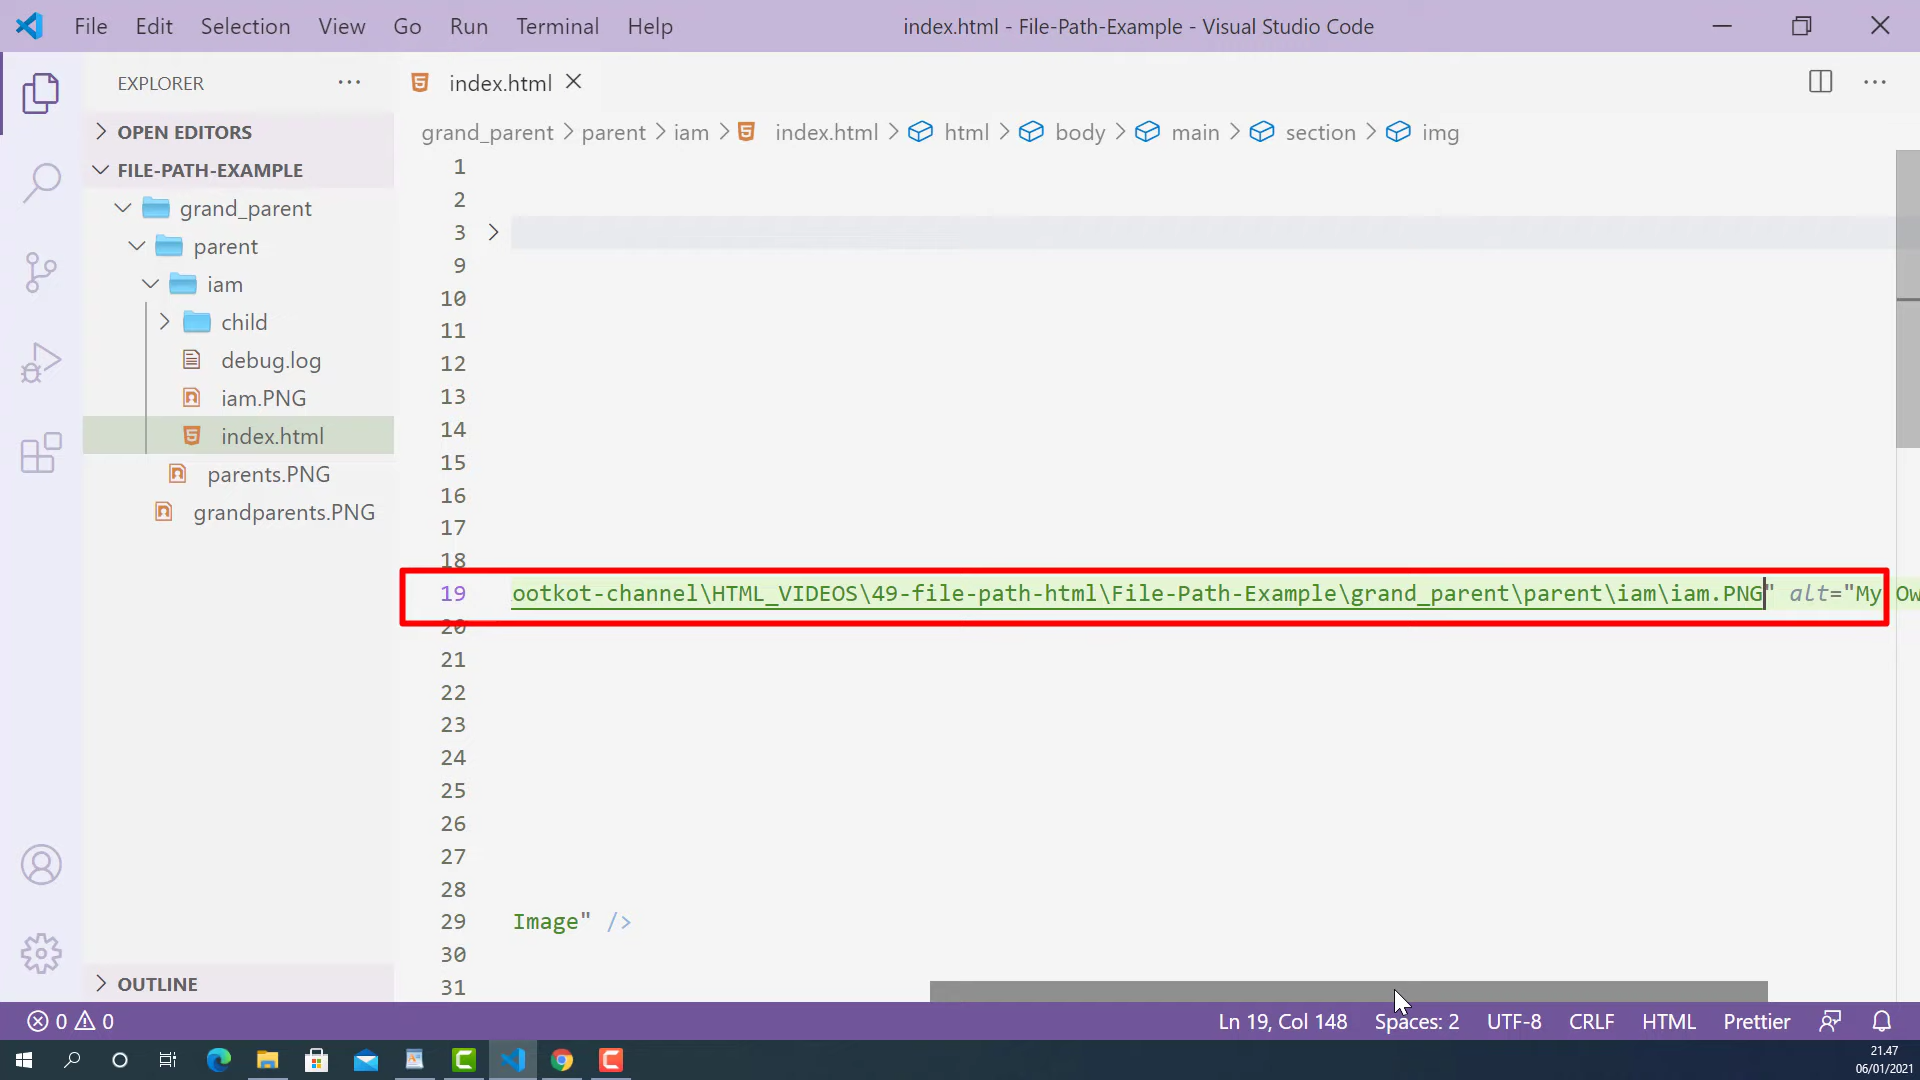 File Edit Selection View Go Run Terminal Help index.html - File-Path-Example - Visual Studio Code
EXPLORER ···
index.html
OPEN EDITORS
grand_parent > parent > iam > index.html > html > body > main > section > img
FILE-PATH-EXAMPLE
grand_parent
parent
iam
child
debug.log
iam.PNG
index.html
parents.PNG
grandparents.PNG
OUTLINE
1
2
3
9
10
11
12
13
14
15
16
17
18
19 ootkot-channel\HTML_VIDEOS\49-file-path-html\File-Path-Example\grand_parent\parent\iam\iam.PNG" alt="My Ow
20
21
22
23
24
25
26
27
28
29 Image" />
30
31
0 0 Ln 19, Col 148 Spaces: 2 UTF-8 CRLF HTML Prettier
21.47
06/01/2021